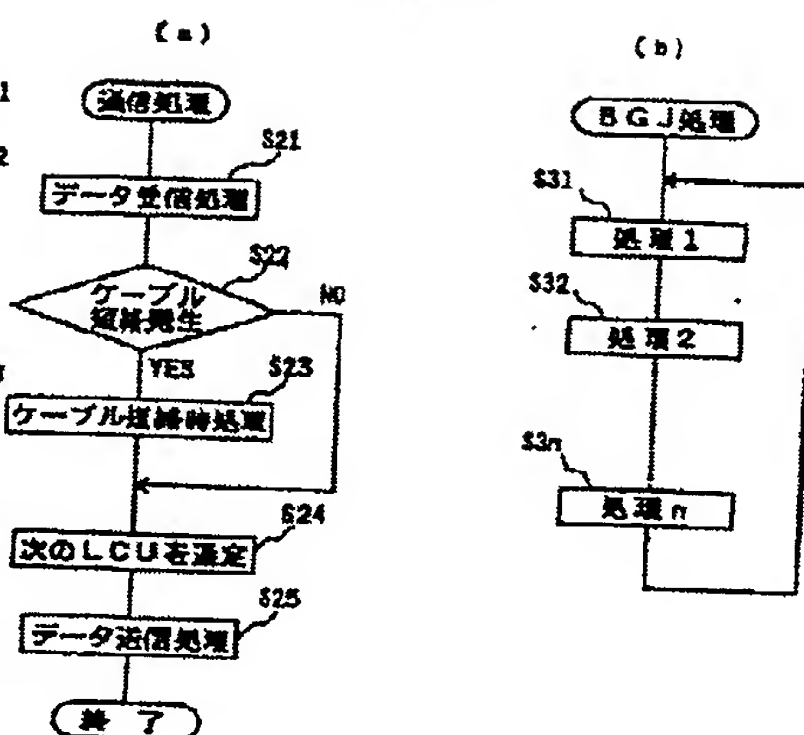 (a)
通信処理
S21
データ受信処理
S22
ケーブル
短絡発生
NO
YES
S23
ケーブル短絡時処理
S24
次のLCUを選定
S25
データ送信処理
終了
(b)
BGJ処理
S31
処理1
S32
処理2
S3n
処理n